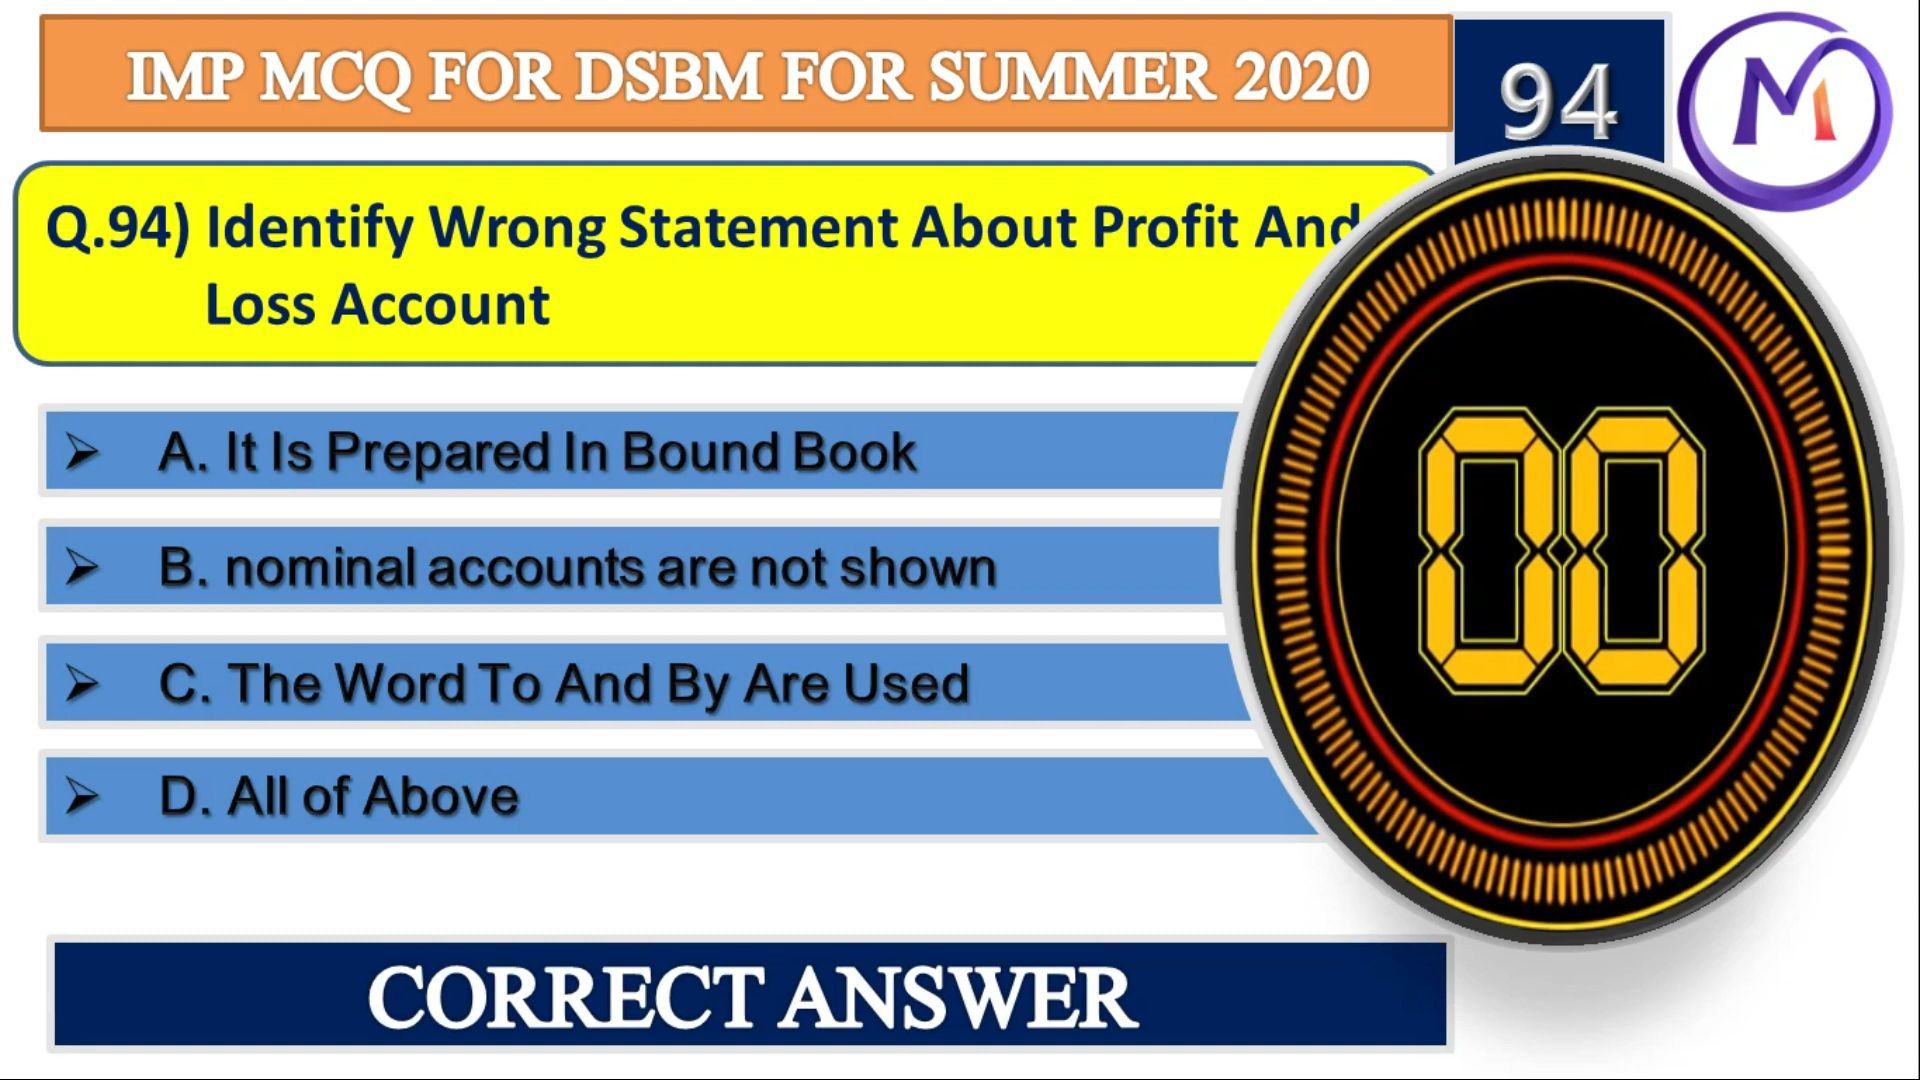 IMP MCQ FOR DSBM FOR SUMMER 2020
94
M
Q.94) Identify Wrong Statement About Profit And
Loss Account
A. It Is Prepared In Bound Book
B. nominal accounts are not shown
C. The Word To And By Are Used
D. All of Above
00
CORRECT ANSWER